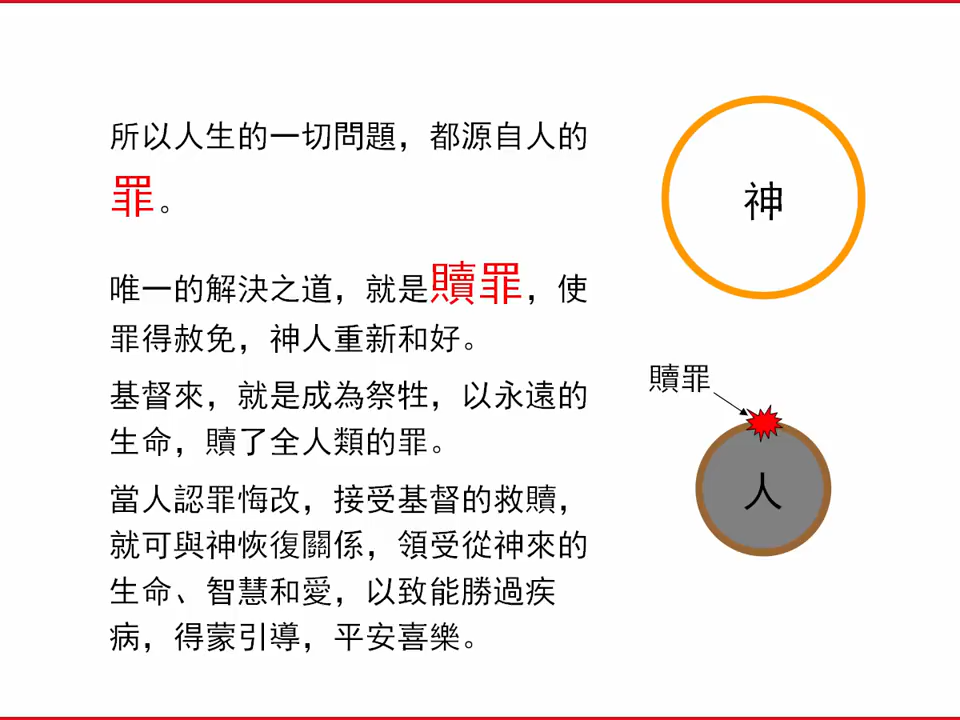 所以人生的一切問題，都源自人的
罪。
唯一的解決之道，就是贖罪，使
罪得赦免，神人重新和好。
基督來，就是成為祭牲，以永遠的
生命，贖了全人類的罪。
當人認罪悔改，接受基督的救贖，
就可與神恢復關係，領受從神來的
生命、智慧和愛，以致能勝過疾
病，得蒙引導，平安喜樂。
神
贖罪
人